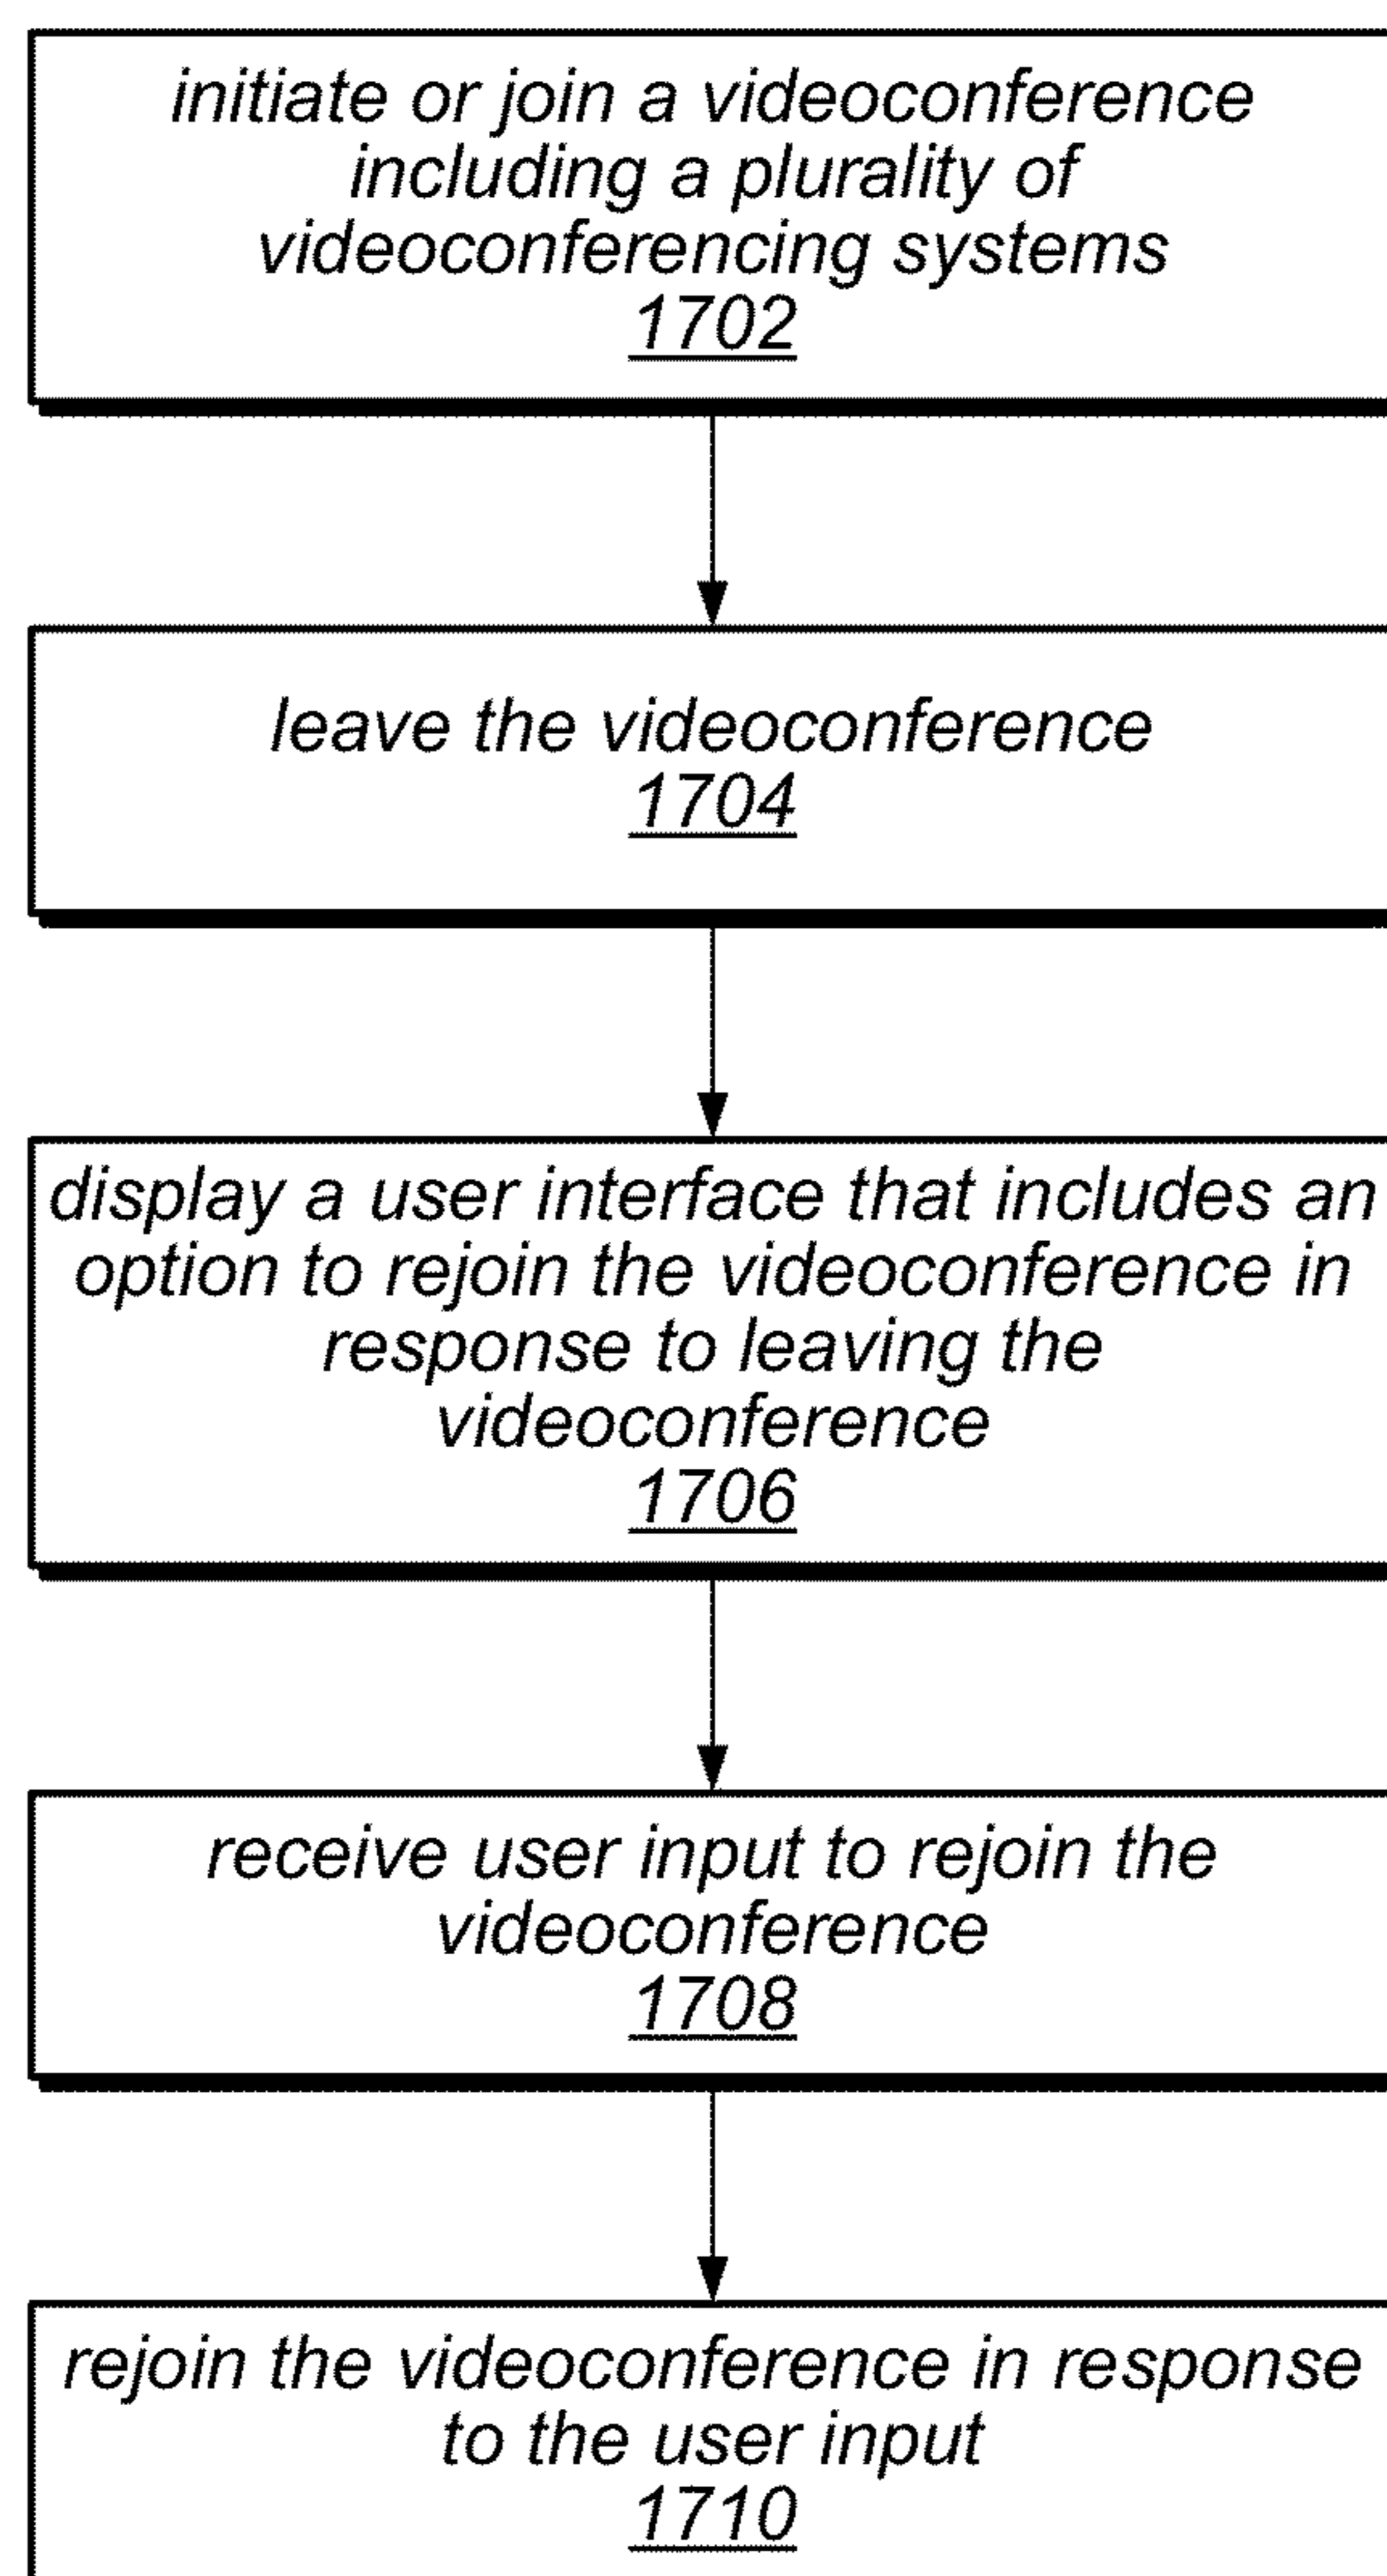 initiate or join a videoconference
including a plurality of
videoconferencing systems
1702
leave the videoconference
1704
display a user interface that includes an
option to rejoin the videoconference in
response to leaving the
videoconference
1706
receive user input to rejoin the
videoconference
1708
rejoin the videoconference in response
to the user input
1710